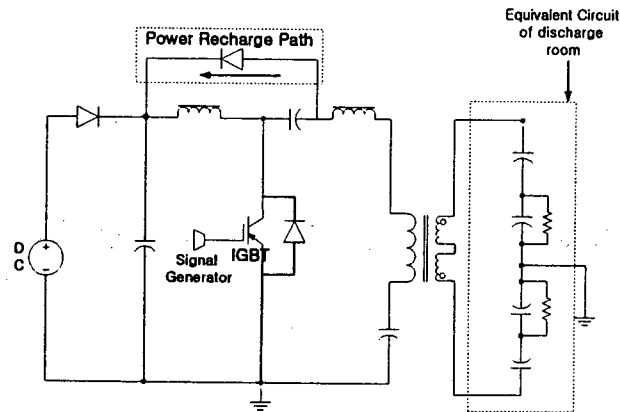 Equivalent Circuit
of discharge
room
Power Recharge Path
D
C
+
-
Signal
Generator
IGBT